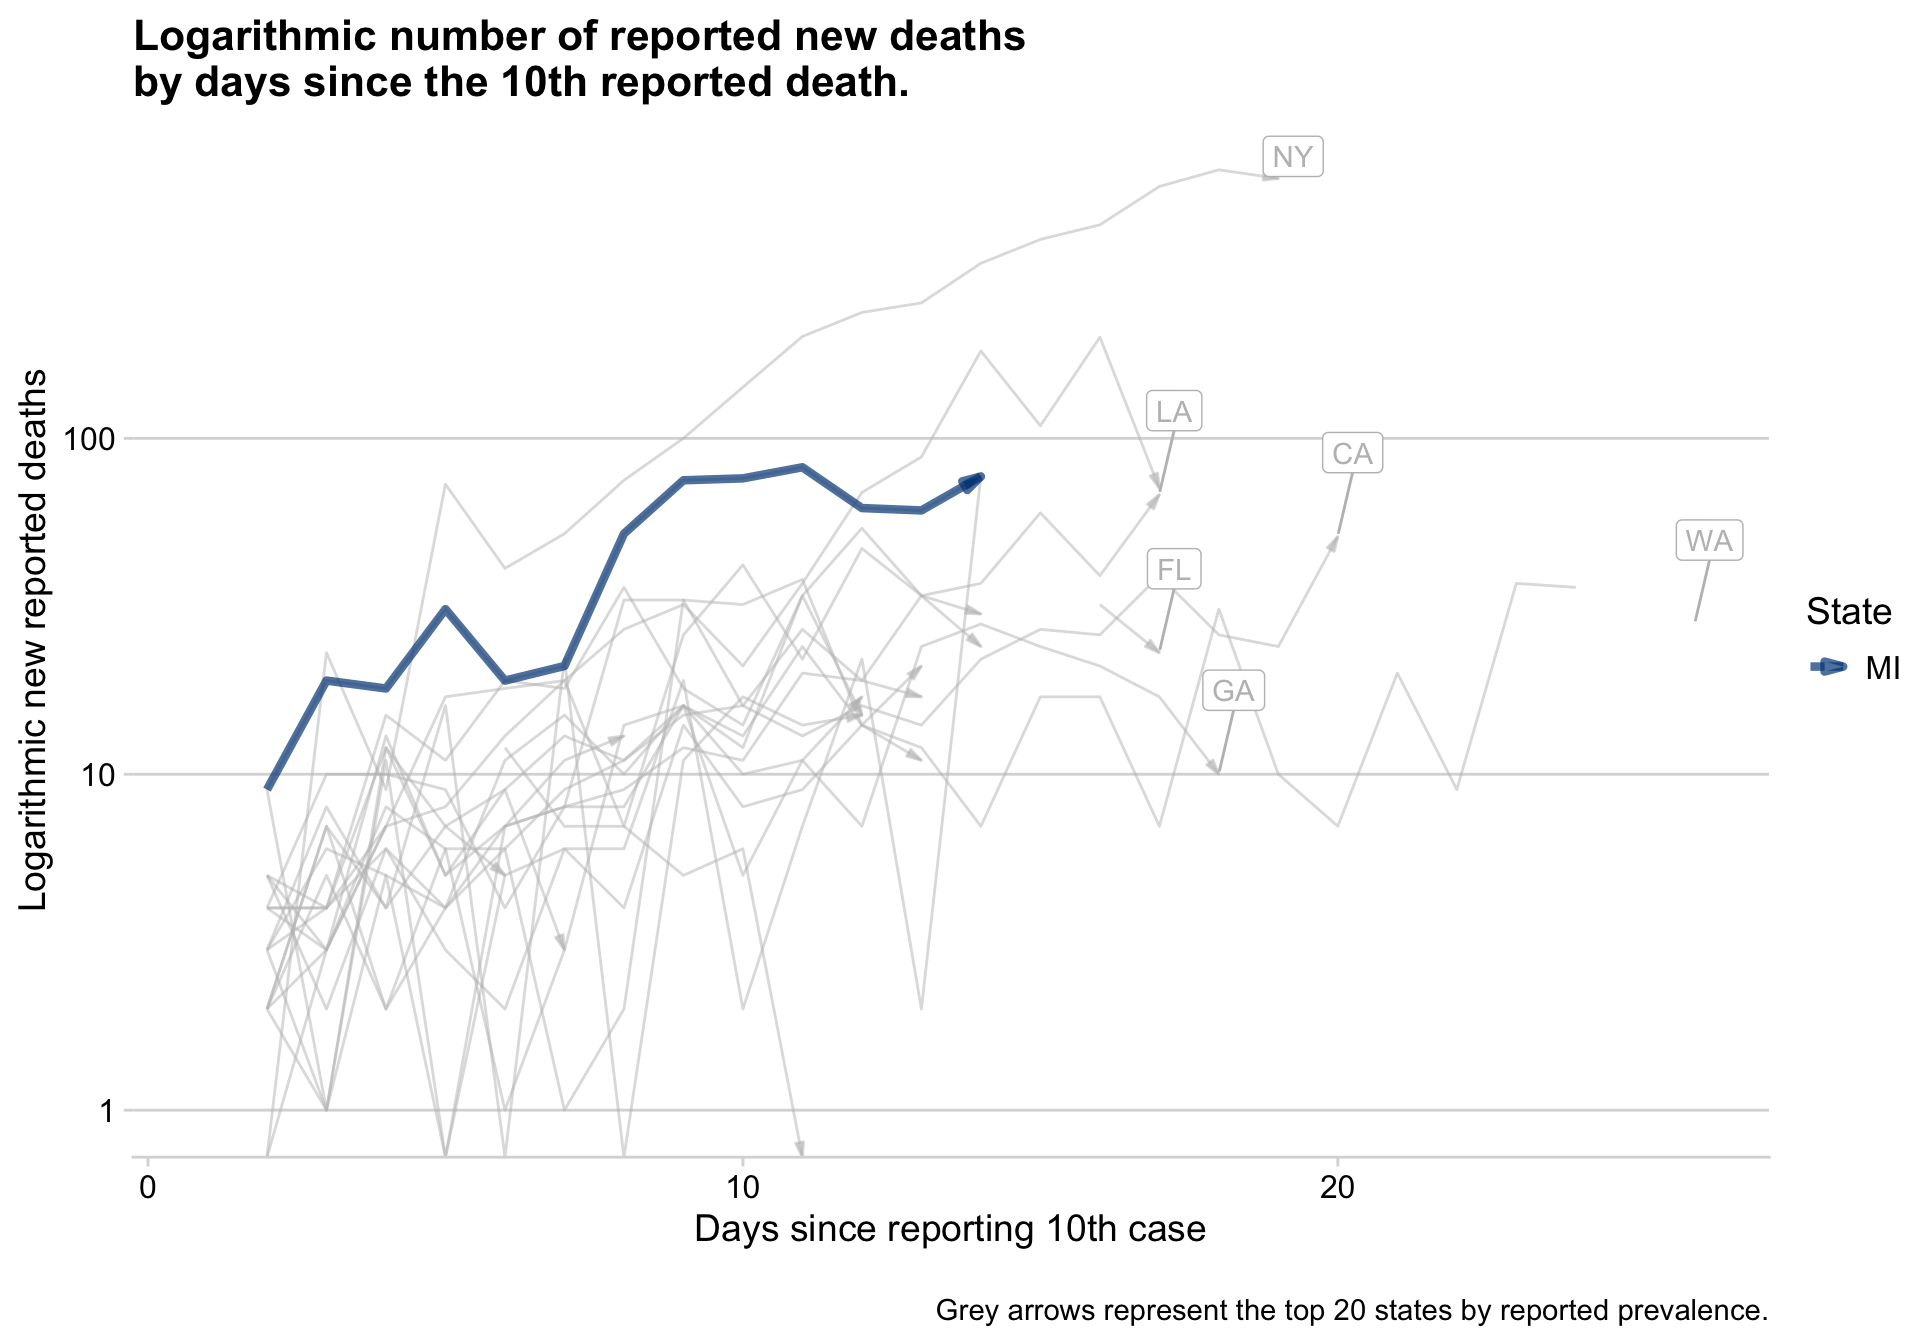 Logarithmic number of reported new deaths
by days since the 10th reported death.
NY
LA
CA
WA
FL
GA
Logarithmic new reported deaths
100
10
1
0
10
20
Days since reporting 10th case
State
MI
Grey arrows represent the top 20 states by reported prevalence.